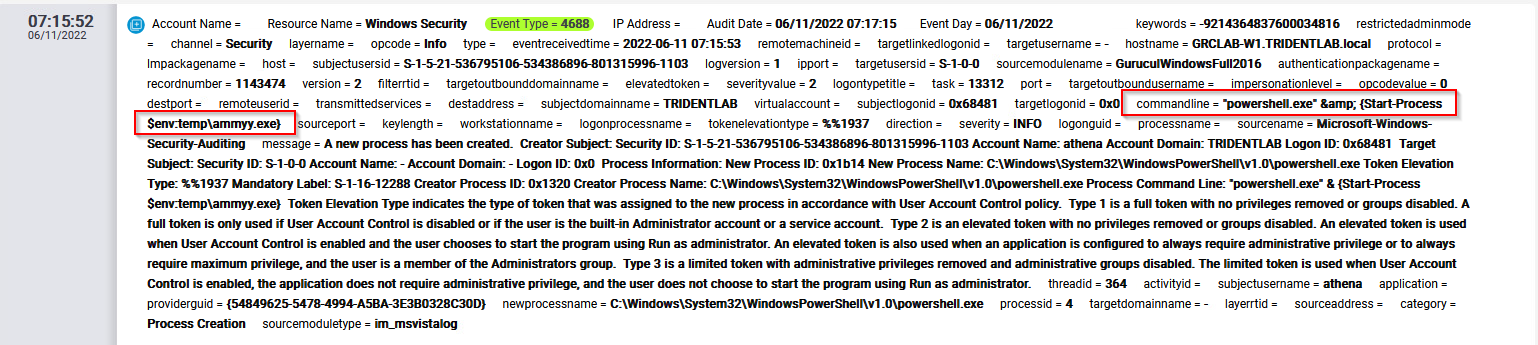 07:15:52
06/11/2022
Account Name = Resource Name = Windows Security Event Type = 4688 IP Address = Audit Date = 06/11/2022 07:17:15 Event Day = 06/11/2022 keywords = -9214364837600034816 restrictedadminmode
= channel = Security layername = opcode = Info type = eventreceivedtime = 2022-06-11 07:15:53 remotemachineid = targetlinkedlogonid = targetusername = - hostname = GRCLAB-W1.TRIDENTLAB.local protocol =
lmpackagename = host = subjectusersid = S-1-5-21-536795106-534386896-801315996-1103 logversion = 1 ipport = targetusersid = S-1-0-0 sourcemodulename = GuruculWindowsFull2016 authenticationpackagename =
recordnumber = 1143474 version = 2 filterrtid = targetoutbounddomainname = elevatedtoken = severityvalue = 2 logontypetitle = task = 13312 port = targetoutboundusername = impersonationlevel = opcodevalue = 0
destport = remoteuserid = transmittedservices = destaddress = subjectdomainname = TRIDENTLAB virtualaccount = subjectlogonid = 0x68481 targetlogonid = 0x0 commandline = "powershell.exe" &amp; {Start-Process
$env:temp\ammyy.exe} sourceport = keylength = workstationname = logonprocessname = tokenelevationtype = %%1937 direction = severity = INFO logonguid = processname = sourcename = Microsoft-Windows-
Security-Auditing message = A new process has been created. Creator Subject: Security ID: S-1-5-21-536795106-534386896-801315996-1103 Account Name: athena Account Domain: TRIDENTLAB Logon ID: 0x68481 Target
Subject: Security ID: S-1-0-0 Account Name: - Account Domain: - Logon ID: 0x0 Process Information: New Process ID: 0x1b14 New Process Name: C:\Windows\System32\WindowsPowerShell\v1.0\powershell.exe Token Elevation
Type: %%1937 Mandatory Label: S-1-16-12288 Creator Process ID: 0x1320 Creator Process Name: C:\Windows\System32\WindowsPowerShell\v1.0\powershell.exe Process Command Line: "powershell.exe" & {Start-Process
$env:temp\ammyy.exe} Token Elevation Type indicates the type of token that was assigned to the new process in accordance with User Account Control policy. Type 1 is a full token with no privileges removed or groups disabled. A
full token is only used if User Account Control is disabled or if the user is the built-in Administrator account or a service account. Type 2 is an elevated token with no privileges removed or groups disabled. An elevated token is used
when User Account Control is enabled and the user chooses to start the program using Run as administrator. An elevated token is also used when an application is configured to always require administrative privilege or to always
require maximum privilege, and the user is a member of the Administrators group. Type 3 is a limited token with administrative privileges removed and administrative groups disabled. The limited token is used when User Account
Control is enabled, the application does not require administrative privilege, and the user does not choose to start the program using Run as administrator. threadid = 364 activityid = subjectusername = athena application =
providerguid = {54849625-5478-4994-A5BA-3E3B0328C30D} newprocessname = C:\Windows\System32\WindowsPowerShell\v1.0\powershell.exe processid = 4 targetdomainname = - layerrtid = sourceaddress = category =
Process Creation sourcemoduletype = im_msvistalog